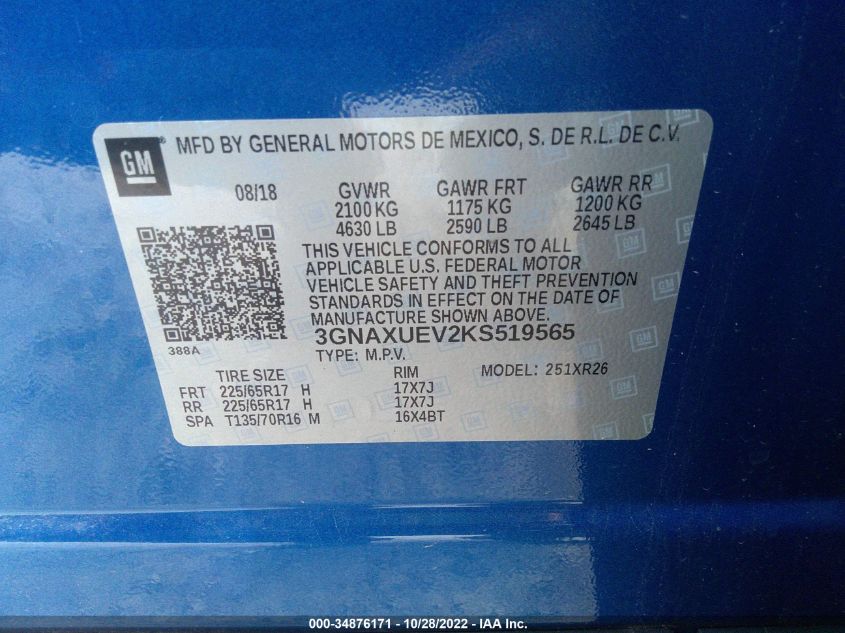 GM ® MFD BY GENERAL MOTORS DE MEXICO, S. DE R.L. DE C.V.
08/18 GVWR GAWR FRT GAWR RR
2100 KG 1175 KG 1200 KG
4630 LB 2590 LB 2645 LB
THIS VEHICLE CONFORMS TO ALL
APPLICABLE U.S. FEDERAL MOTOR
VEHICLE SAFETY AND THEFT PREVENTION
STANDARDS IN EFFECT ON THE DATE OF
MANUFACTURE SHOWN ABOVE.
388A
3GNAXUEV2KS519565
TYPE: M.P.V.
TIRE SIZE RIM MODEL: 251XR26
FRT 225/65R17 H 17X7J
RR 225/65R17 H 17X7J
SPA T135/70R16 M 16X4BT
000-34876171 - 10/28/2022 - IAA Inc.